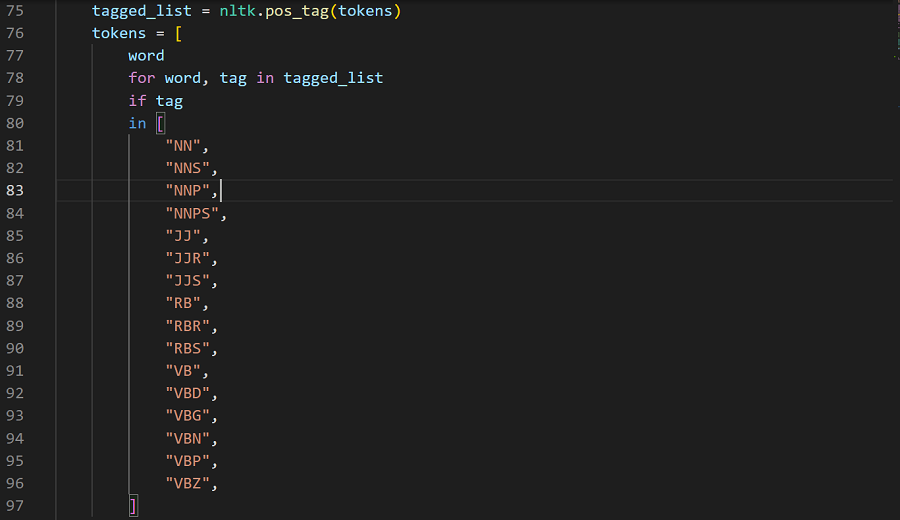 75 tagged_list = nltk.pos_tag(tokens)
76 tokens = [
77 word
78 for word, tag in tagged_list
79 if tag
80 in [
81 "NN",
82 "NNS",
83 "NNP",
84 "NNPS",
85 "JJ",
86 "JJR",
87 "JJS",
88 "RB",
89 "RBR",
90 "RBS",
91 "VB",
92 "VBD",
93 "VBG",
94 "VBN",
95 "VBP",
96 "VBZ",
97 ]